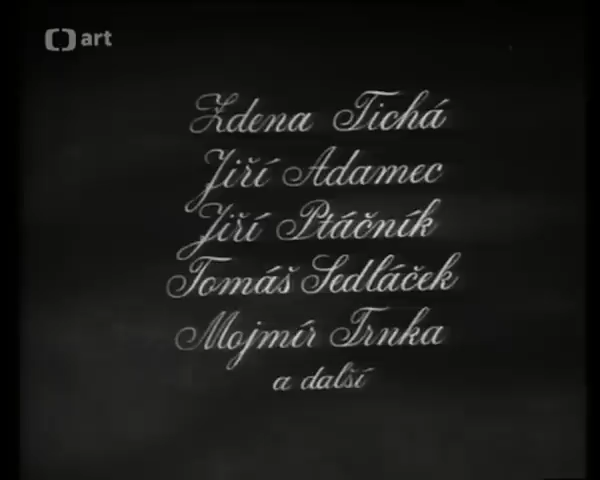 art
Zdena Tichá
Jiří Adamec
Jiří Ptáčník
Tomáš Sedláček
Mojmír Trnka
a další